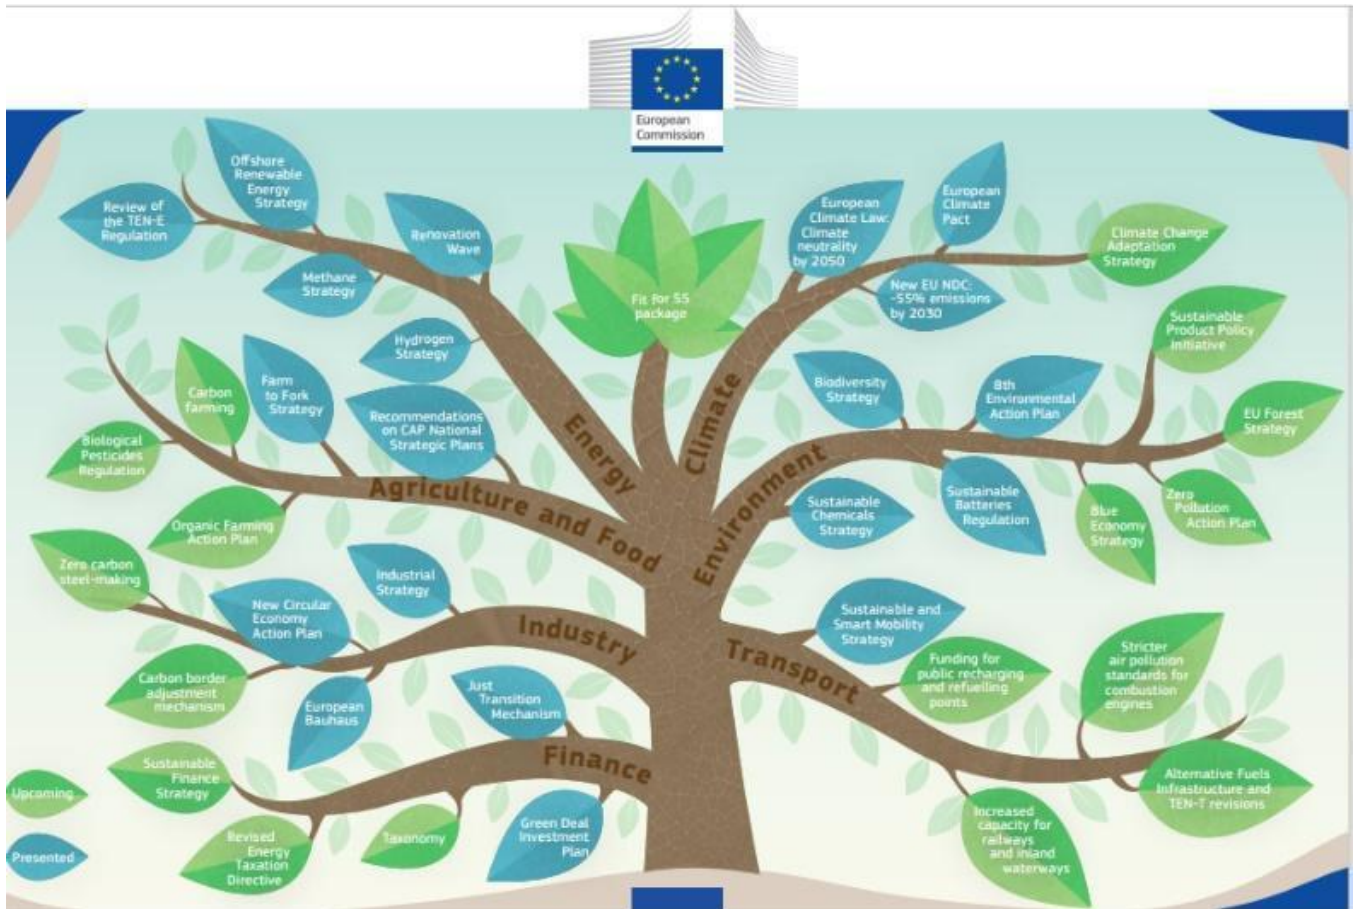 European
Commission
Offshore
Renewable
Energy
Strategy
Review of
the TEN-E
Regulation
Renovation
Wave
Methane
Strategy
Hydrogen
Strategy
Energy
Fit for 55
package
European
Climate Law:
Climate
neutrality
by 2050
European
Climate
Pact
Climate Change
Adaptation
Strategy
New EU NDC:
-55% emissions
by 2030
Climate
Carbon
farming
Farm
to Fork
Strategy
Recommendations
on CAP National
Strategic Plans
Biological
Pesticides
Regulation
Organic Farming
Action Plan
Agriculture and Food
Sustainable
Product Policy
Initiative
Biodiversity
Strategy
8th
Environmental
Action Plan
EU Forest
Strategy
Sustainable
Chemicals
Strategy
Sustainable
Batteries
Regulation
Blue
Economy
Strategy
Zero
Pollution
Action Plan
Environment
Zero carbon
steel-making
New Circular
Economy
Action Plan
Industrial
Strategy
Carbon border
adjustment
mechanism
European
Bauhaus
Industry
Sustainable and
Smart Mobility
Strategy
Funding for
public recharging
and refuelling
points
Stricter
air pollution
standards for
combustion
engines
Alternative Fuels
Infrastructure and
TEN-T revisions
Increased
capacity for
railways
and inland
waterways
Transport
Just
Transition
Mechanism
Sustainable
Finance
Strategy
Revised
Energy
Taxation
Directive
Taxonomy
Green Deal
Investment
Plan
Finance
Upcoming
Presented